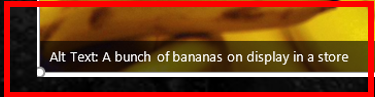 Alt Text: A bunch of bananas on display in a store